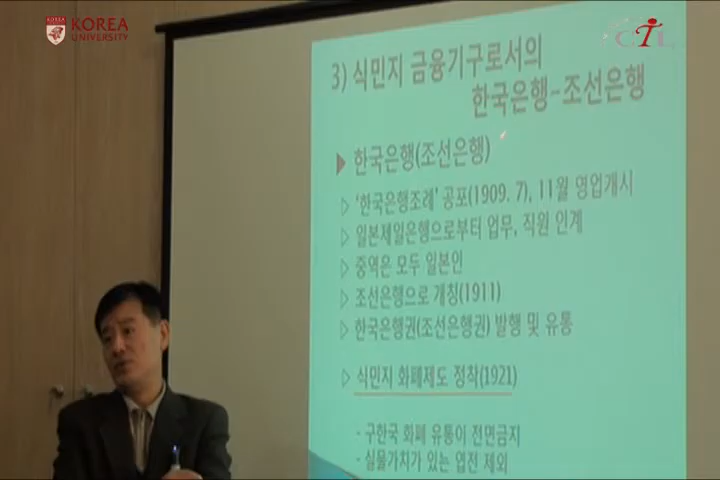 KOREA
UNIVERSITY
CTL
3) 식민지 금융기구로서의
한국은행-조선은행
▶ 한국은행(조선은행)
▷ '한국은행조례' 공포(1909. 7), 11월 영업개시
▷ 일본제일은행으로부터 업무, 직원 인계
▷ 중역은 모두 일본인
▷ 조선은행으로 개칭(1911)
▷ 한국은행권(조선은행권) 발행 및 유통
▷ 식민지 화폐제도 정착(1921)
- 구한국 화폐 유통이 전면금지
- 실물가치가 있는 엽전 제외